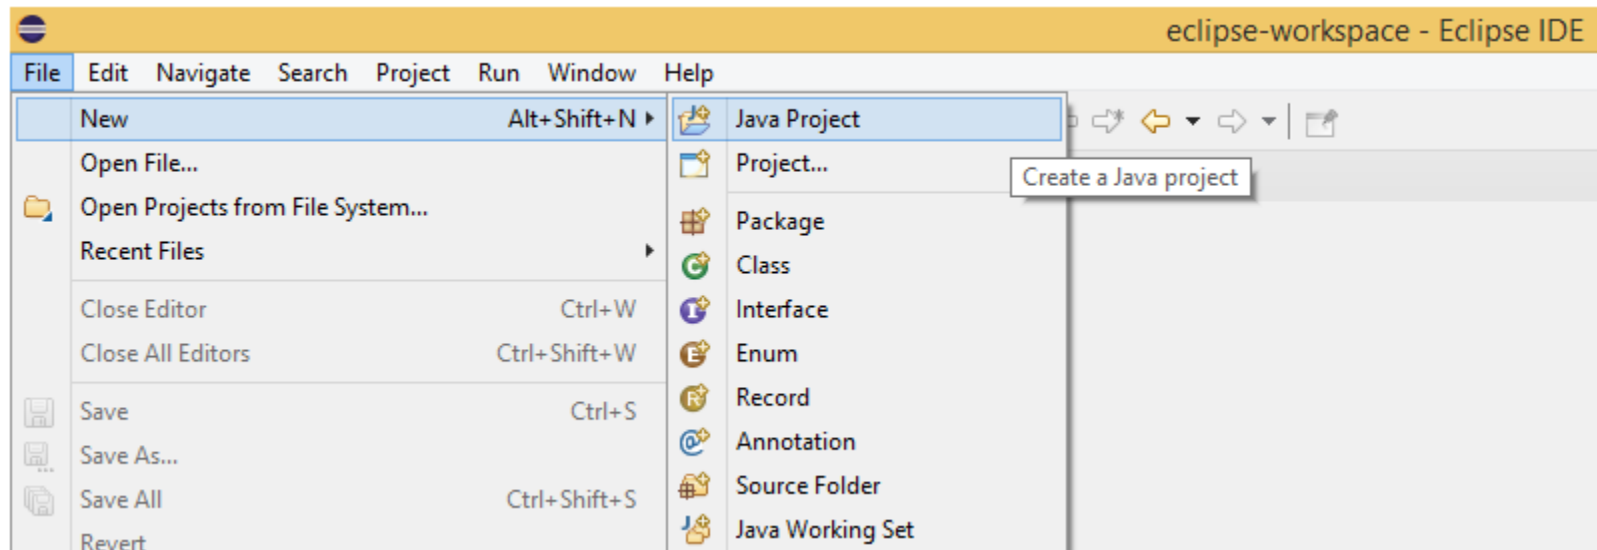 eclipse-workspace - Eclipse IDE
File Edit Navigate Search Project Run Window Help
New Alt+Shift+N
Open File...
Open Projects from File System...
Recent Files
Close Editor Ctrl+W
Close All Editors Ctrl+Shift+W
Save Ctrl+S
Save As...
Save All Ctrl+Shift+S
Revert
Java Project
Project...
Create a Java project
Package
Class
Interface
Enum
Record
Annotation
Source Folder
Java Working Set